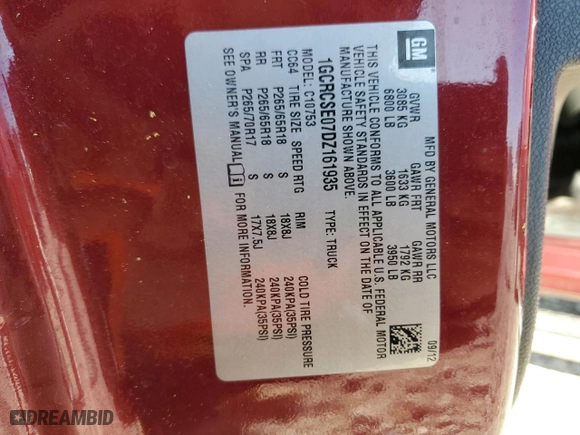 GM
MFD BY GENERAL MOTORS LLC
09/12
GVWR GAWR FRT GAWR RR
3085 KG 1633 KG 1792 KG
6800 LB 3600 LB 3950 LB
THIS VEHICLE CONFORMS TO ALL APPLICABLE U.S. FEDERAL MOTOR
VEHICLE SAFETY STANDARDS IN EFFECT ON THE DATE OF
MANUFACTURE SHOWN ABOVE.
1GCRCSE07DZ161935 TYPE: TRUCK
MODEL: C10753
CC64 TIRE SIZE SPEED RTG RIM COLD TIRE PRESSURE
FRT P265/65R18 S 18X8J 240KPA(35PSI)
RR P265/65R18 S 18X8J 240KPA(35PSI)
SPA P265/70R17 S 17X7.5J 240KPA(35PSI)
SEE OWNER'S MANUAL FOR MORE INFORMATION.
DREAMBID